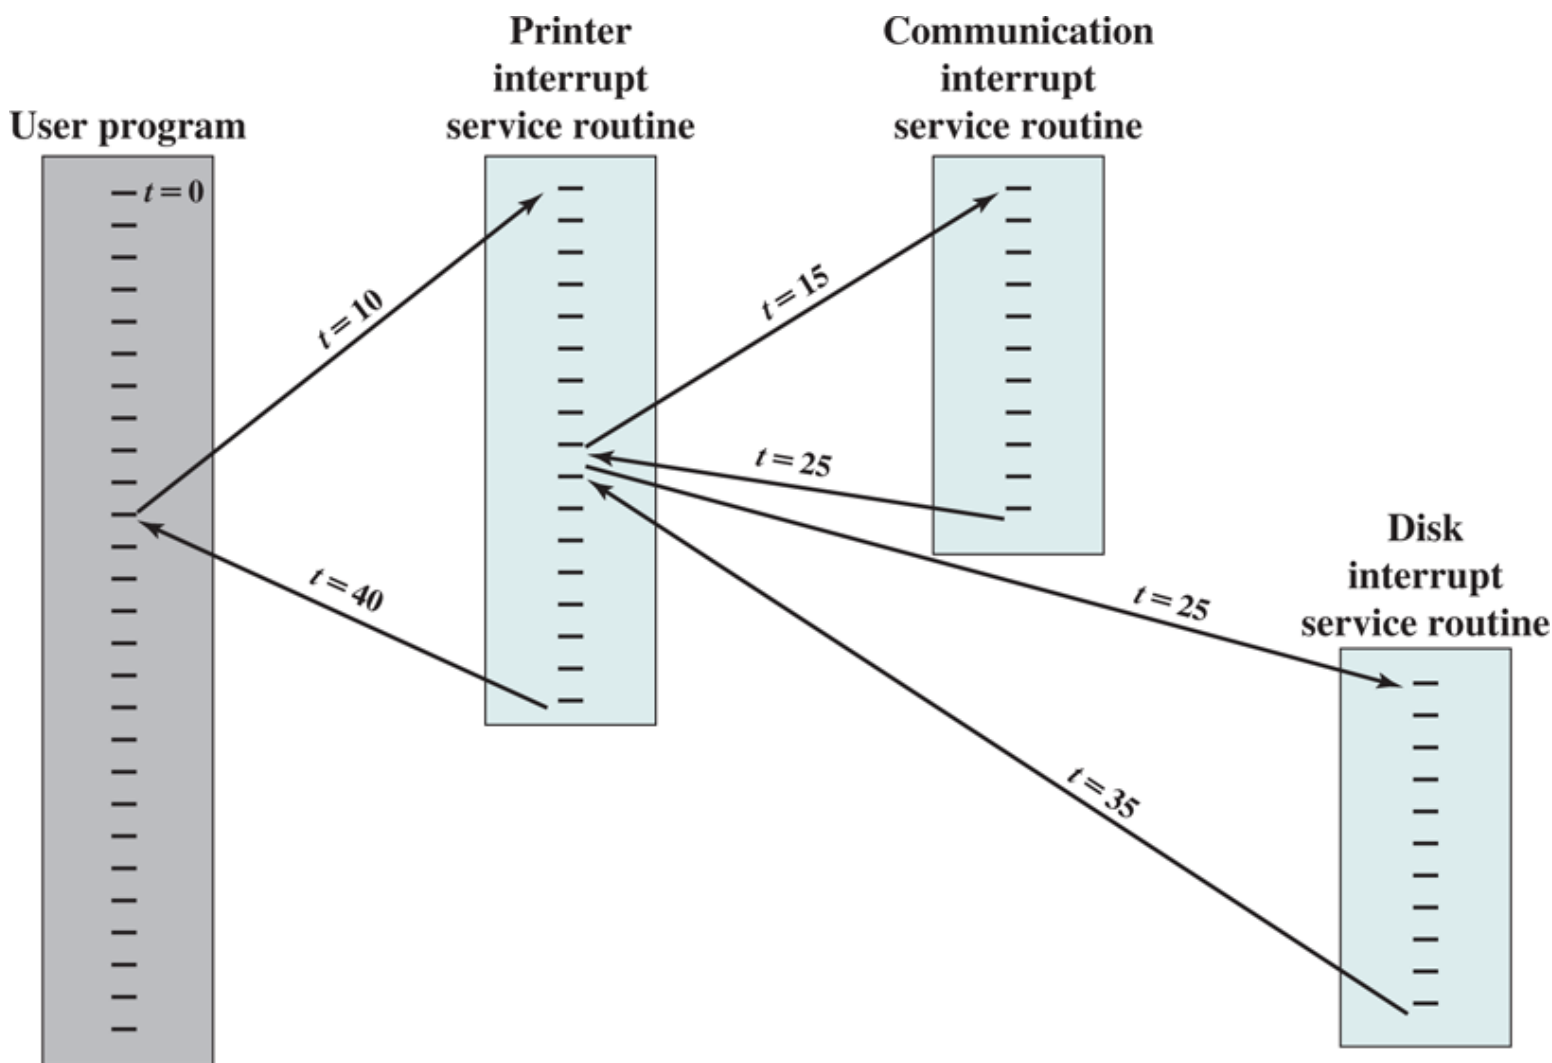 User program
t = 0
Printer
interrupt
service routine
Communication
interrupt
service routine
Disk
interrupt
service routine
t = 10
t = 15
t = 25
t = 25
t = 40
t = 35